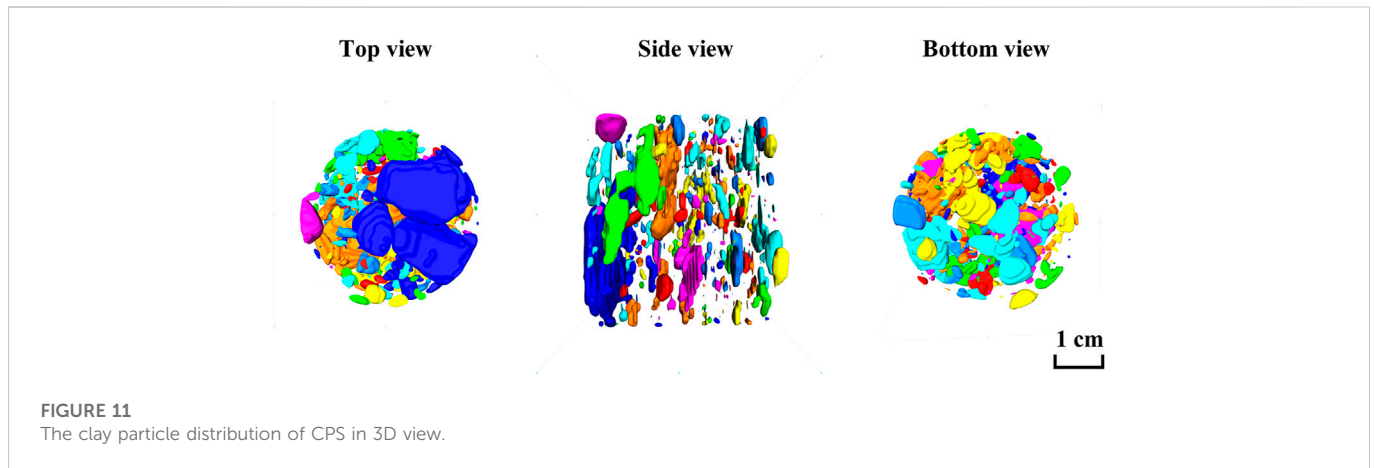 Top view
Side view
Bottom view
1 cm
FIGURE 11
The clay particle distribution of CPS in 3D view.